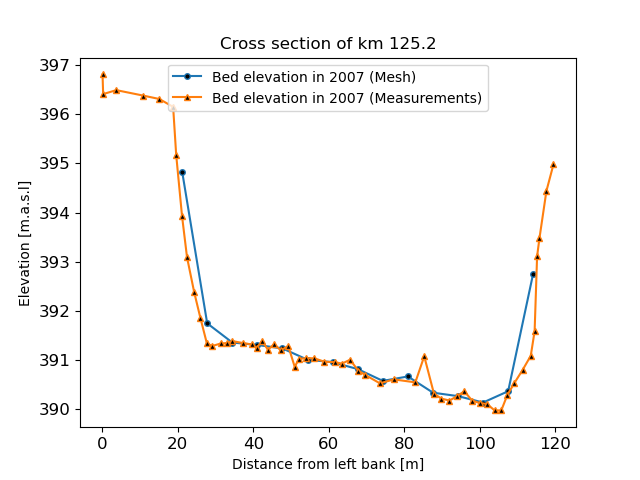 Cross section of km 125.2
Bed elevation in 2007 (Mesh)
Bed elevation in 2007 (Measurements)
Elevation [m.a.s.l]
397
396
395
394
393
392
391
390
0 20 40 60 80 100 120
Distance from left bank [m]